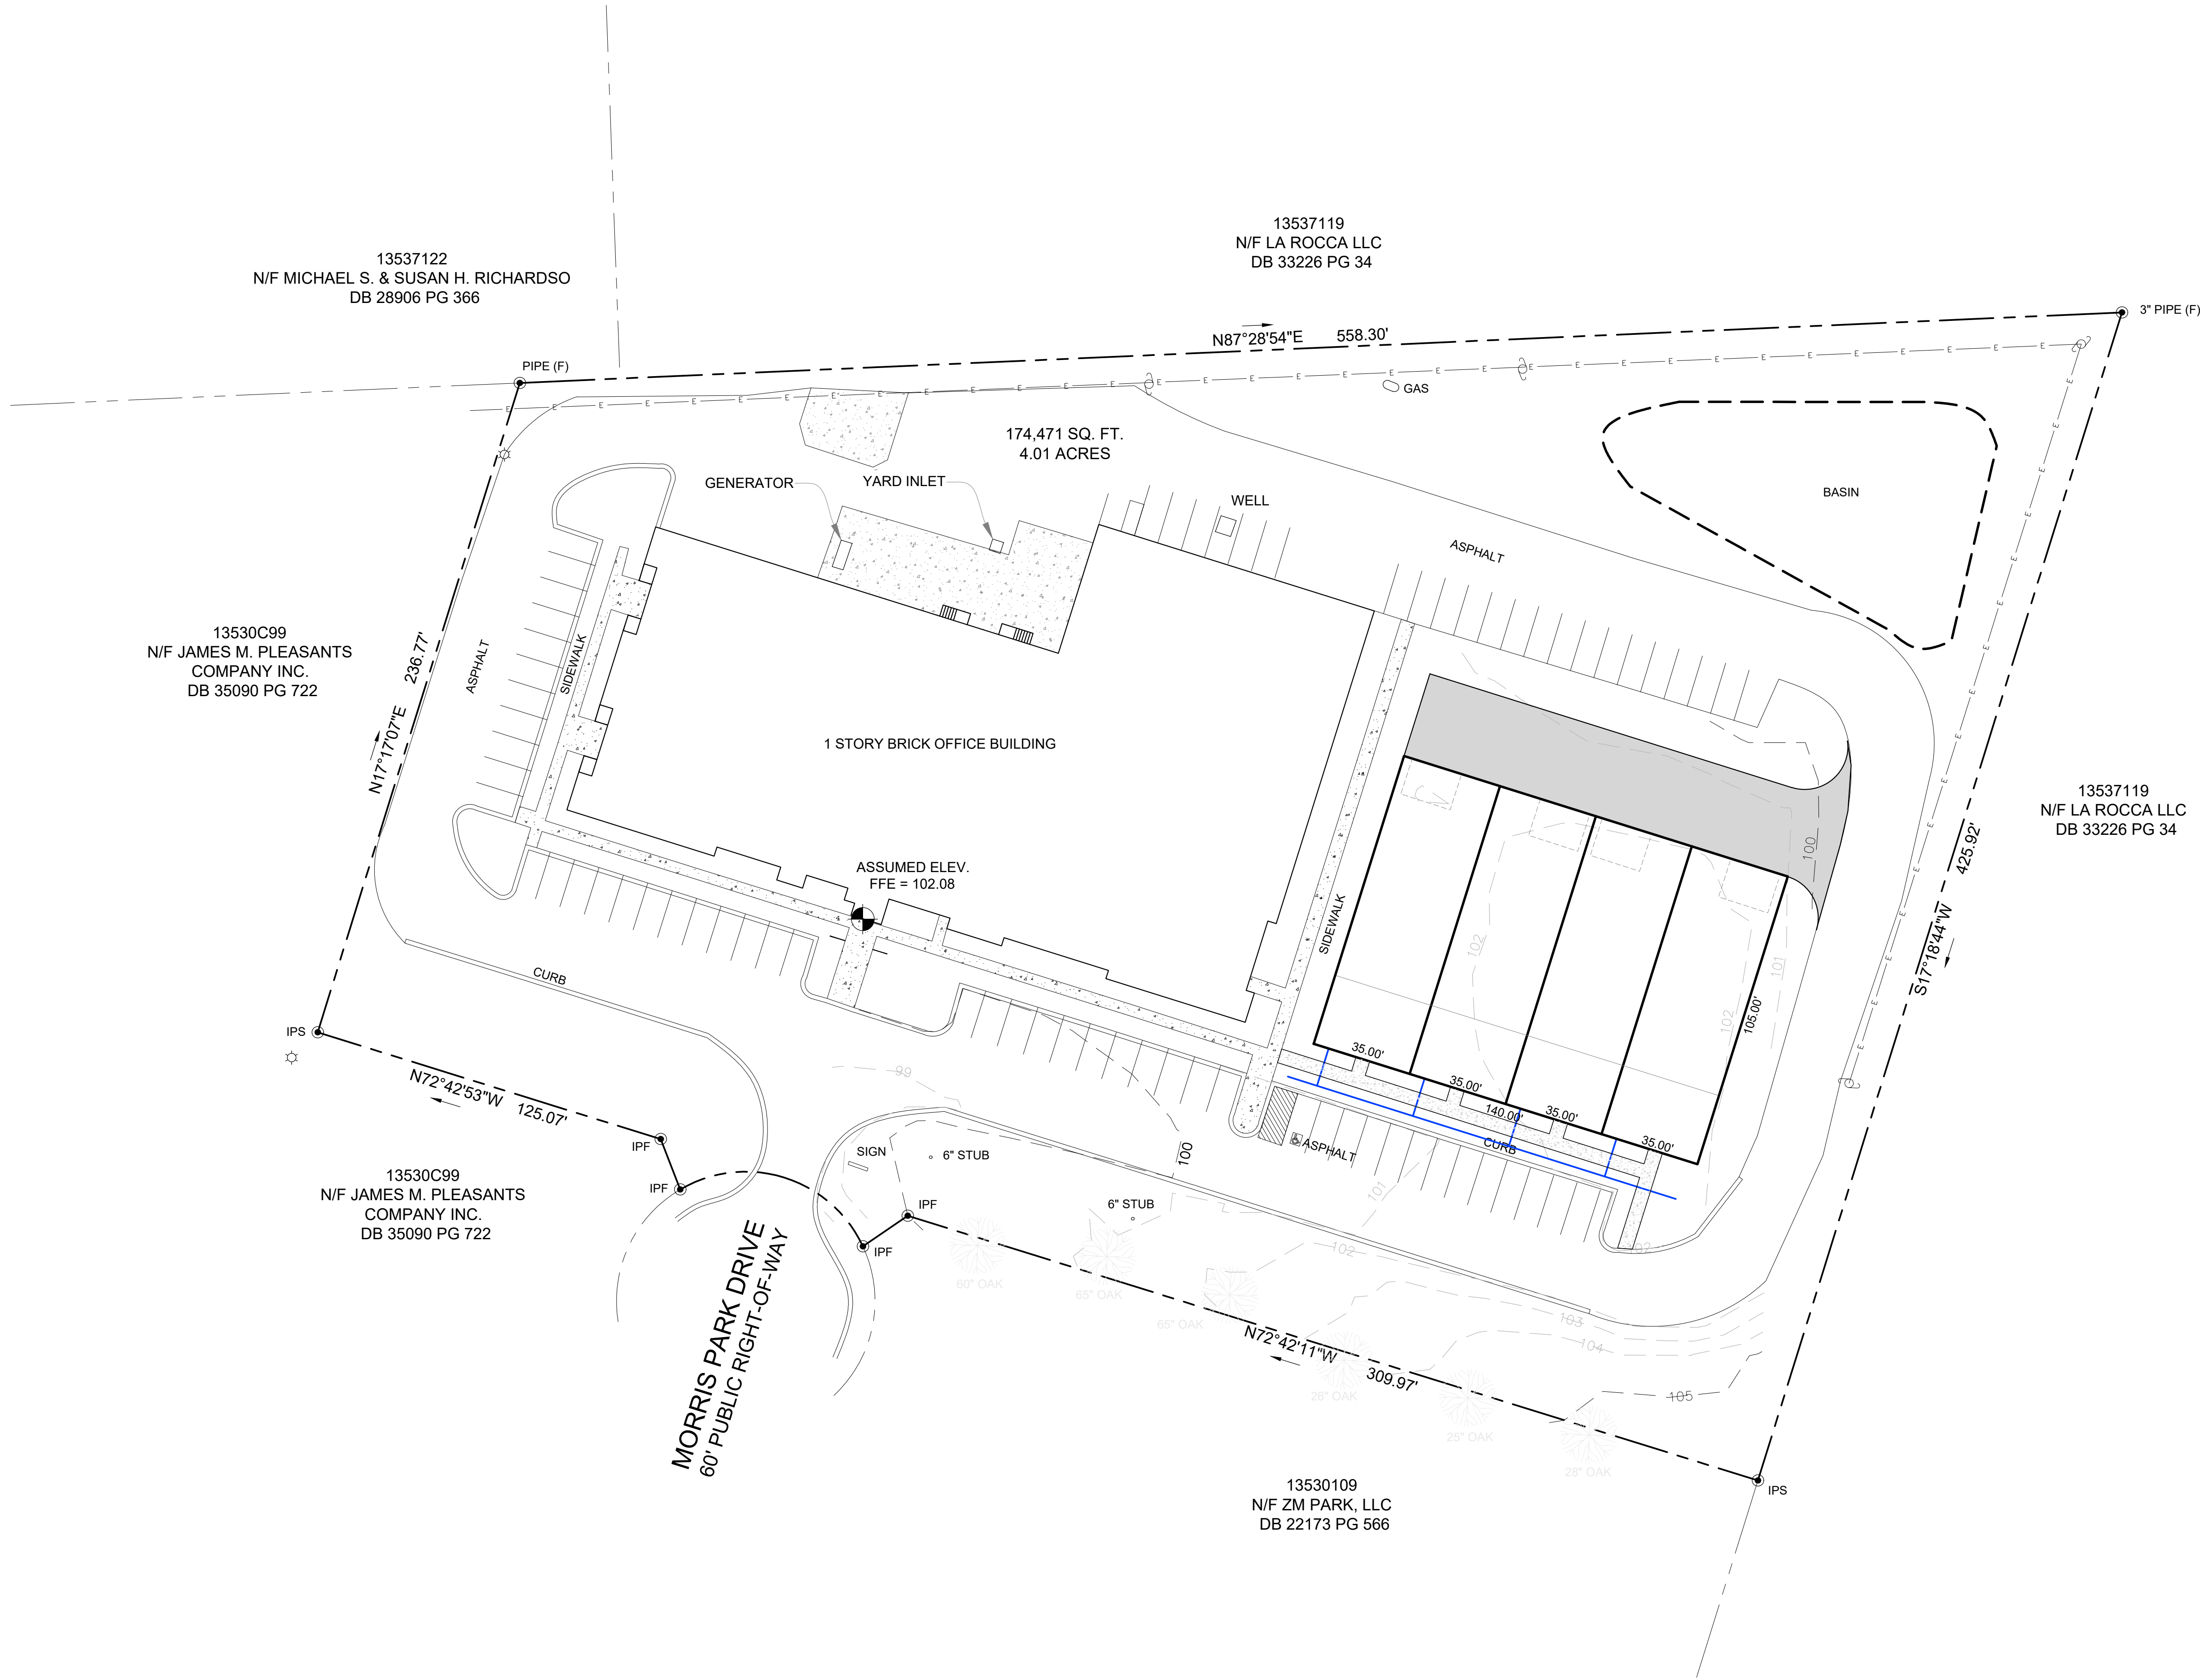 13537119
N/F LA ROCCA LLC
DB 33226 PG 34
13537122
N/F MICHAEL S. & SUSAN H. RICHARDSO
DB 28906 PG 366
3" PIPE (F)
N87°28'54"E 558.30'
PIPE (F)
GAS
174,471 SQ. FT.
4.01 ACRES
GENERATOR
YARD INLET
WELL
BASIN
ASPHALT
13530C99
N/F JAMES M. PLEASANTS
COMPANY INC.
DB 35090 PG 722
N17°17'07"E 236.77'
ASPHALT
SIDEWALK
1 STORY BRICK OFFICE BUILDING
13537119
N/F LA ROCCA LLC
DB 33226 PG 34
S17°18'44"W 425.92'
100
ASSUMED ELEV.
FFE = 102.08
SIDEWALK
102
101
102
105.00'
CURB
IPS
35.00'
35.00'
140.00'
35.00'
35.00'
99
N72°42'53"W 125.07'
IPF
SIGN
6" STUB
100
ASPHALT
CURB
101
13530C99
N/F JAMES M. PLEASANTS
COMPANY INC.
DB 35090 PG 722
IPF
IPF
6" STUB
IPF
102
102
60" OAK
65" OAK
65" OAK
103
104
MORRIS PARK DRIVE
60' PUBLIC RIGHT-OF-WAY
N72°42'11"W 309.97'
26" OAK
105
25" OAK
28" OAK
IPS
13530109
N/F ZM PARK, LLC
DB 22173 PG 566
E E E E E E E E E E E E E E E E E E E E E E E E E E E E E E E E E E E E E E E E E E E E E E E E E E